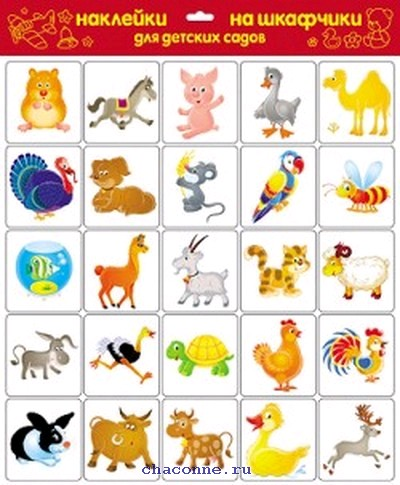 наклейки на шкафчики
для детских садов
chaconne.ru